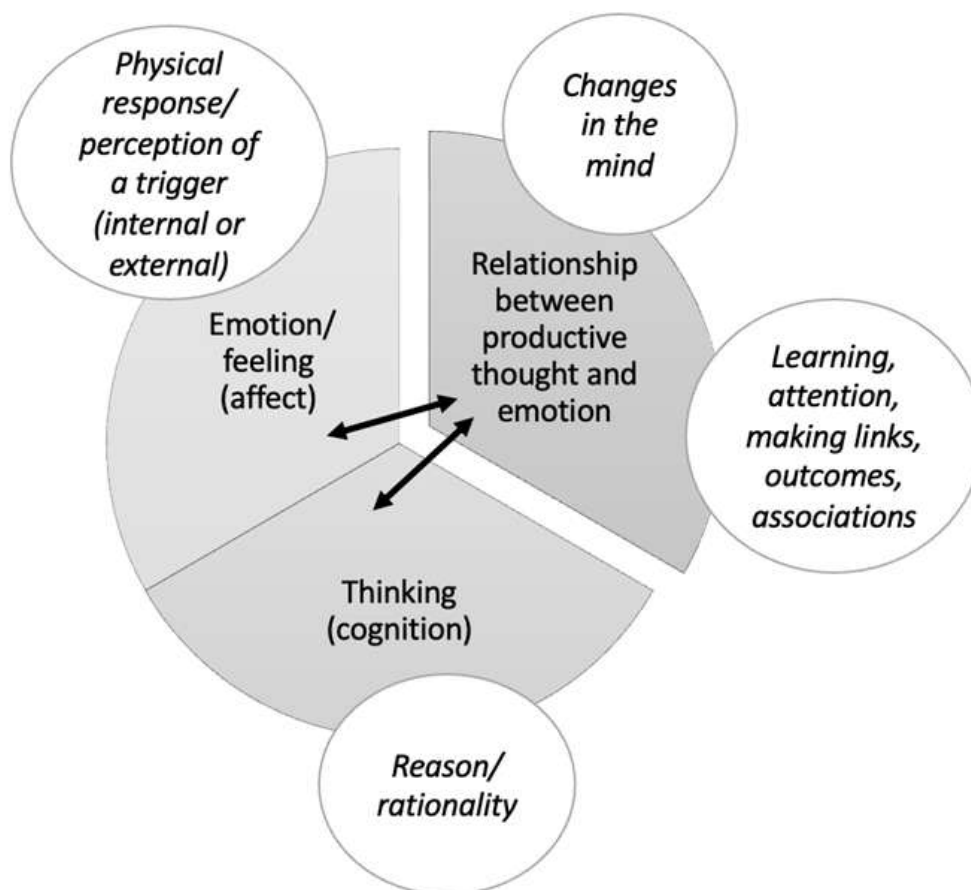 Physical
response/
perception of
a trigger
(internal or
external)
Changes
in the
mind
Emotion/
feeling
(affect)
Relationship
between
productive
thought and
emotion
Learning,
attention,
making links,
outcomes,
associations
Thinking
(cognition)
Reason/
rationality